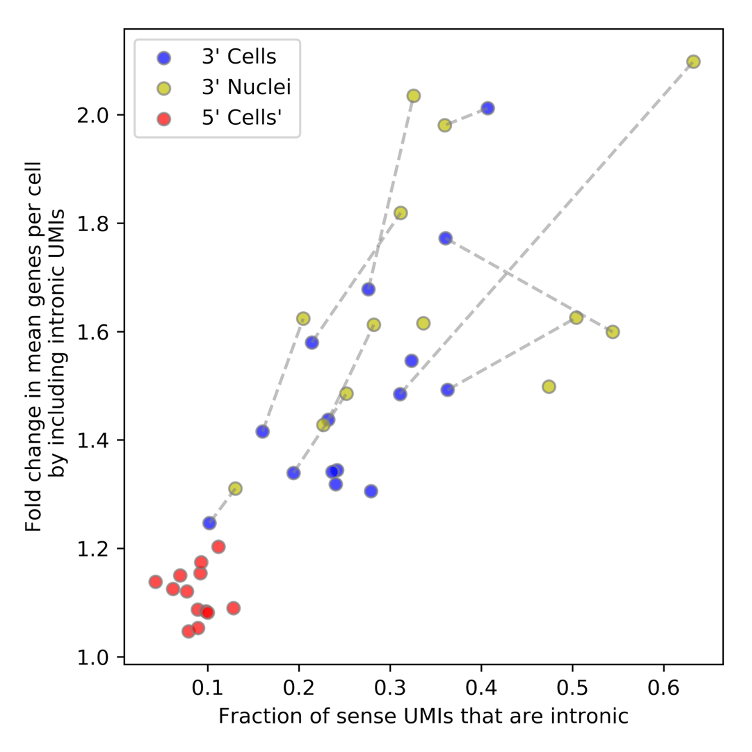 3' Cells
3' Nuclei
5' Cells'
Fold change in mean genes per cell
by including intronic UMIs
2.0
1.8
1.6
1.4
1.2
1.0
0.1 0.2 0.3 0.4 0.5 0.6
Fraction of sense UMIs that are intronic